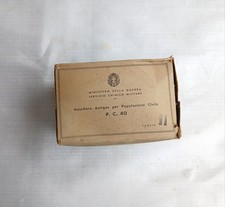 MINISTERO DELLA GUERRA
SERVIZIO CHIMICO MILITARE
Maschera Antigas per Popolazione Civile
P. C. 40